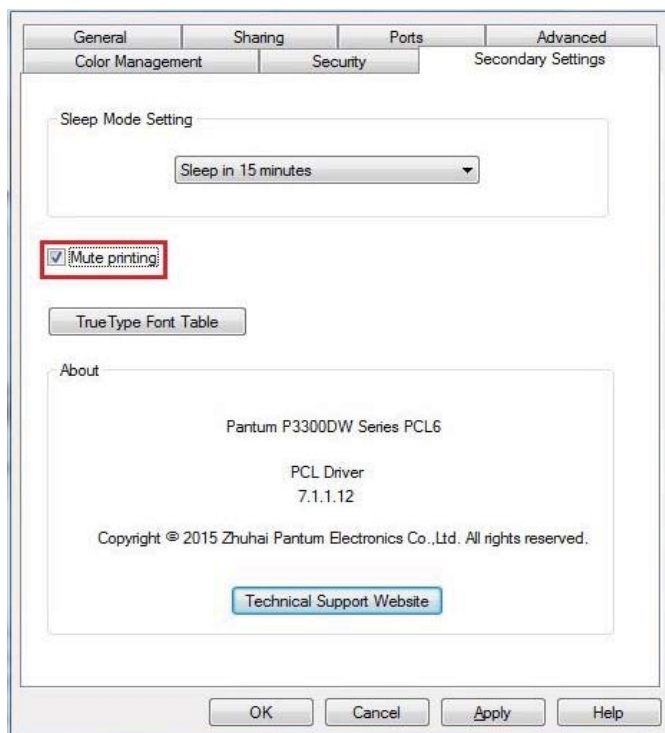 General Sharing Ports Advanced
Color Management Security Secondary Settings
Sleep Mode Setting
Sleep in 15 minutes
Mute printing
TrueType Font Table
About
Pantum P3300DW Series PCL6
PCL Driver
7.1.1.12
Copyright © 2015 Zhuhai Pantum Electronics Co.,Ltd. All rights reserved.
Technical Support Website
OK Cancel Apply Help